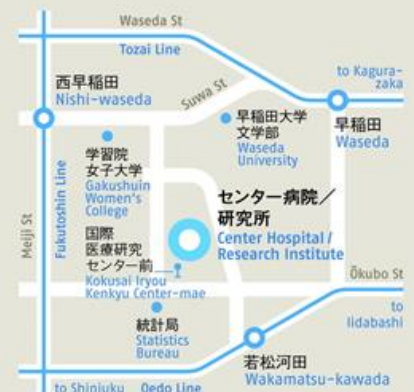 Waseda St
Tozai Line
to Kagura-
zaka
西早稲田
Nishi-waseda
Suwa St
早稲田大学
文学部
Waseda
University
早稲田
Waseda
学習院
女子大学
Gakushuin
Women's
College
センター病院／
研究所
Center Hospital /
Research Institute
Meiji St
Fukutoshin Line
国際
医療研究
センター前
Kokusai Iryou
Kenkyu Center-mae
Ōkubo St
to
Iidabashi
統計局
Statistics
Bureau
若松河田
Wakamatsu-kawada
to Shinjuku
Oedo Line